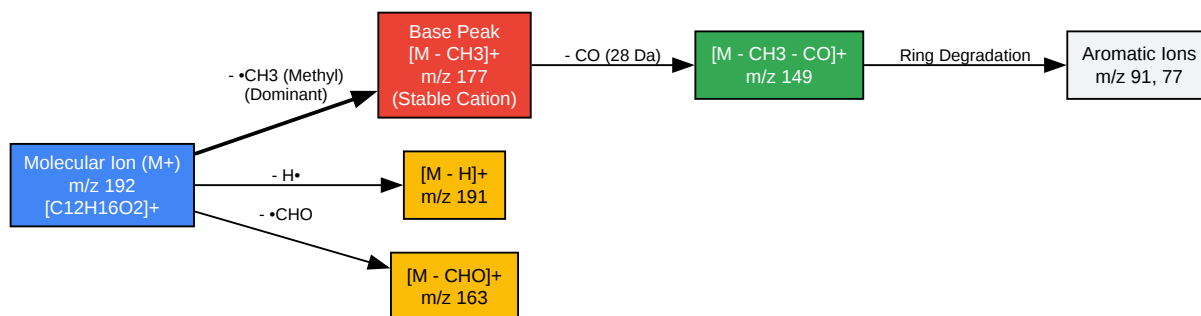 Base Peak
[M - CH3]+
m/z 177
(Stable Cation)
- CO (28 Da)
[M - CH3 - CO]+
m/z 149
Ring Degradation
Aromatic Ions
m/z 91, 77
- •CH3 (Methyl)
(Dominant)
Molecular Ion (M+)
m/z 192
[C12H16O2]+
- H•
[M - H]+
m/z 191
- •CHO
[M - CHO]+
m/z 163